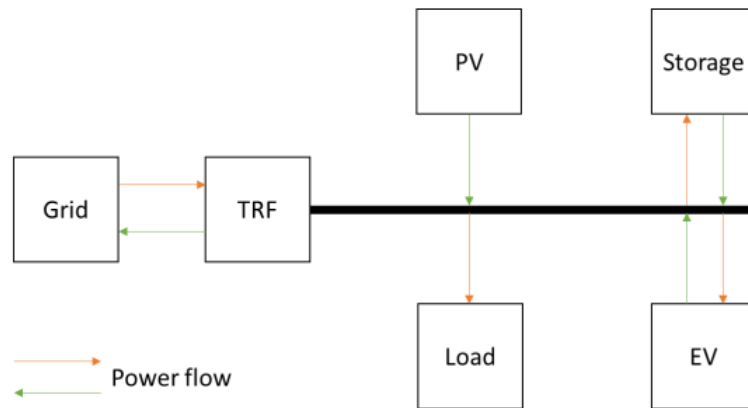 PV
Storage
Grid
TRF
Load
EV
Power flow